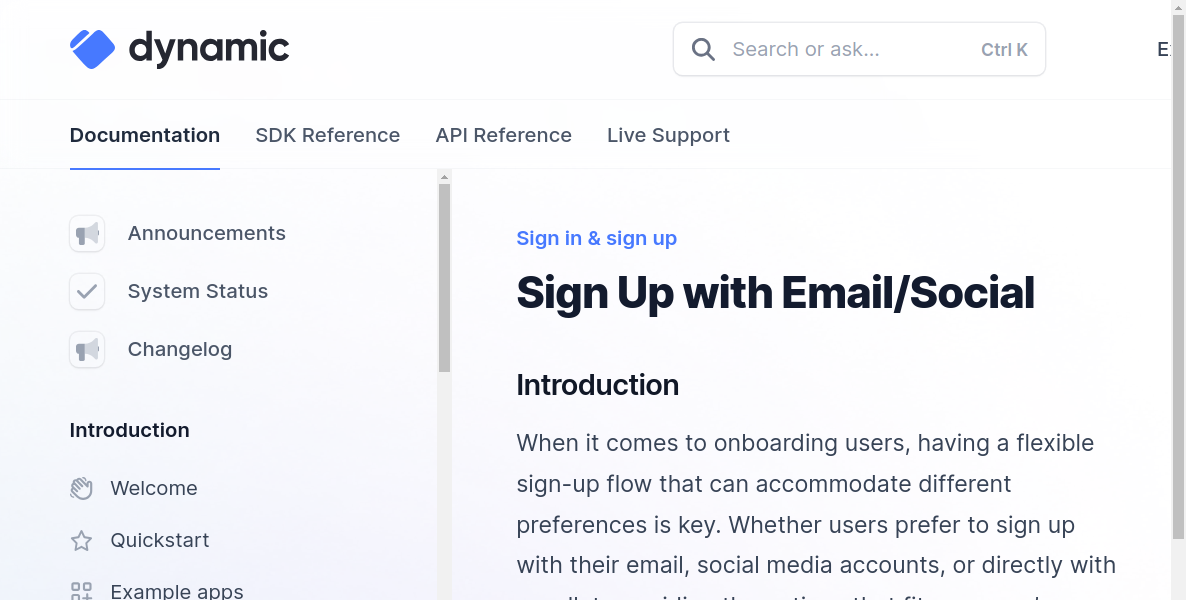 dynamic
Search or ask...
Ctrl K
Documentation
SDK Reference
API Reference
Live Support
Announcements
System Status
Changelog
Introduction
Welcome
Quickstart
Example apps
Sign in & sign up
Sign Up with Email/Social
Introduction
When it comes to onboarding users, having a flexible
sign-up flow that can accommodate different
preferences is key. Whether users prefer to sign up
with their email, social media accounts, or directly with